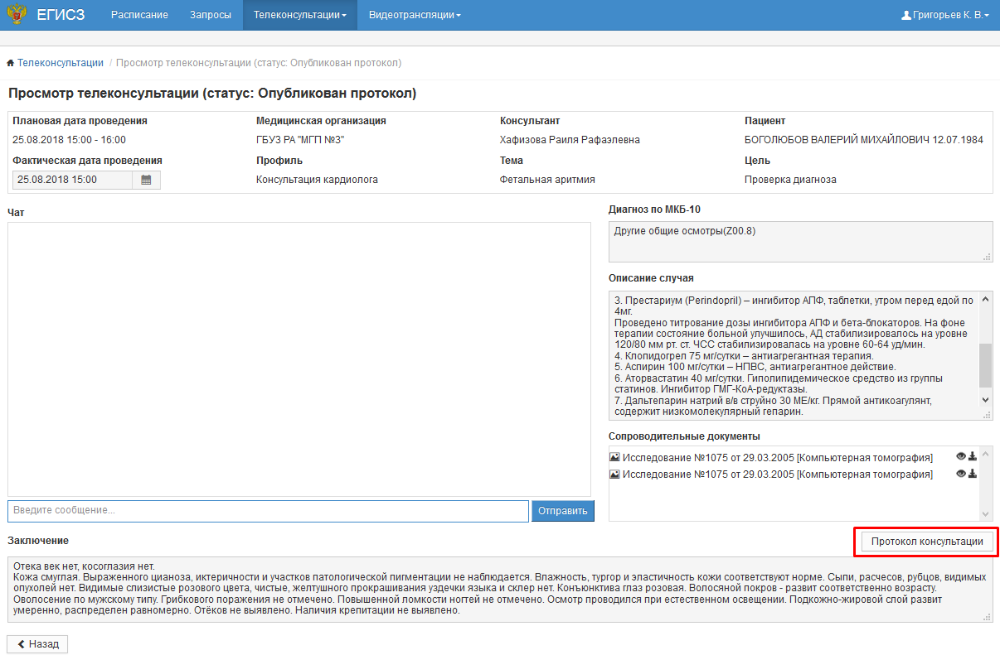 ЕГИСЗ Расписание Запросы Телеконсультации Видеотрансляции Григорьев К. В.
Телеконсультации / Просмотр телеконсультации (статус: Опубликован протокол)
Просмотр телеконсультации (статус: Опубликован протокол)
Плановая дата проведения Медицинская организация Консультант Пациент
25.08.2018 15:00 - 16:00 ГБУЗ РА "МГП №3" Хафизова Раиля Рафаэлевна БОГОЛЮБОВ ВАЛЕРИЙ МИХАЙЛОВИЧ 12.07.1984
Фактическая дата проведения Профиль Тема Цель
25.08.2018 15:00 Консультация кардиолога Фетальная аритмия Проверка диагноза
Чат
Введите сообщение...
Отправить
Диагноз по МКБ-10
Другие общие осмотры(Z00.8)
Описание случая
3. Престариум (Perindopril) – ингибитор АПФ, таблетки, утром перед едой по
4мг.
Проведено титрование дозы ингибитора АПФ и бета-блокаторов. На фоне
терапии состояние больной улучшилось, АД стабилизировалось на уровне
120/80 мм рт. ст. ЧСС стабилизировалась на уровне 60-64 уд/мин.
4. Клопидогрел 75 мг/сутки – антиагрегантная терапия.
5. Аспирин 100 мг/сутки – НПВС, антиагрегантное действие.
6. Аторвастатин 40 мг/сутки. Гиполипидемическое средство из группы
статинов. Ингибитор ГМГ-КоА-редуктазы.
7. Дальтепарин натрий в/в струйно 30 МЕ/кг. Прямой антикоагулянт,
содержит низкомолекулярный гепарин.
Сопроводительные документы
Исследование №1075 от 29.03.2005 [Компьютерная томография]
Исследование №1075 от 29.03.2005 [Компьютерная томография]
Заключение
Протокол консультации
Отека век нет, косоглазия нет.
Кожа смуглая. Выраженного цианоза, иктеричности и участков патологической пигментации не наблюдается. Влажность, тургор и эластичность кожи соответствуют норме. Сыпи, расчесов, рубцов, видимых
опухолей нет. Видимые слизистые розового цвета, чистые, желтушного прокрашивания уздечки языка и склер нет. Конъюнктива глаз розовая. Волосяной покров - развит соответственно возрасту.
Оволосение по мужскому типу. Грибкового поражения не отмечено. Повышенной ломкости ногтей не отмечено. Осмотр проводился при естественном освещении. Подкожно-жировой слой развит
умеренно, распределен равномерно. Отёков не выявлено. Наличия крепитации не выявлено.
Назад